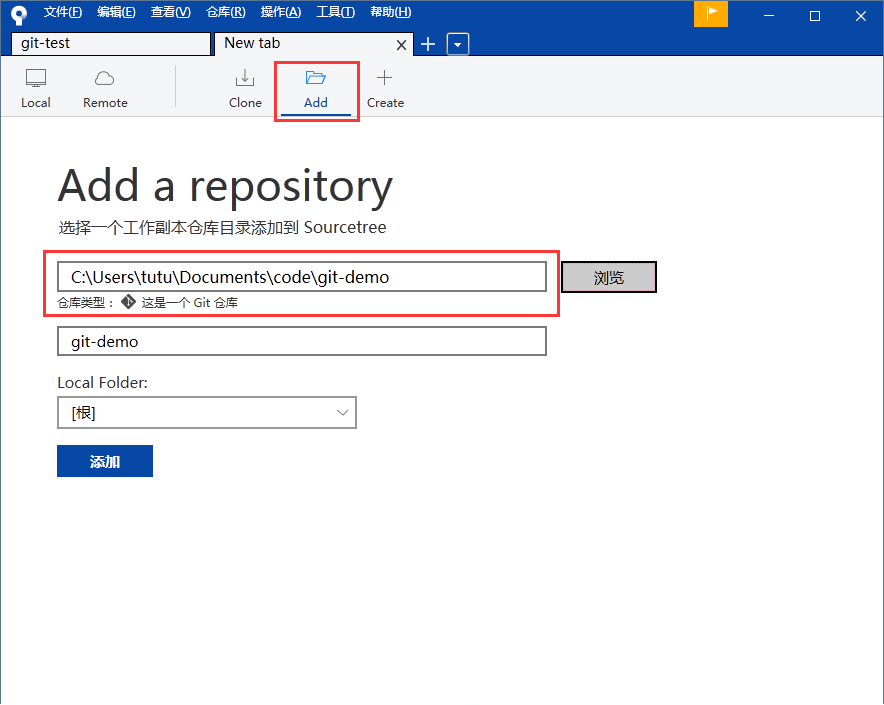 文件(F) 编辑(E) 查看(V) 仓库(R) 操作(A) 工具(T) 帮助(H)
git-test New tab
Local Remote Clone Add Create
Add a repository
选择一个工作副本仓库目录添加到 Sourcetree
C:\Users\tutu\Documents\code\git-demo 浏览
仓库类型： 这是一个 Git 仓库
git-demo
Local Folder:
[根]
添加